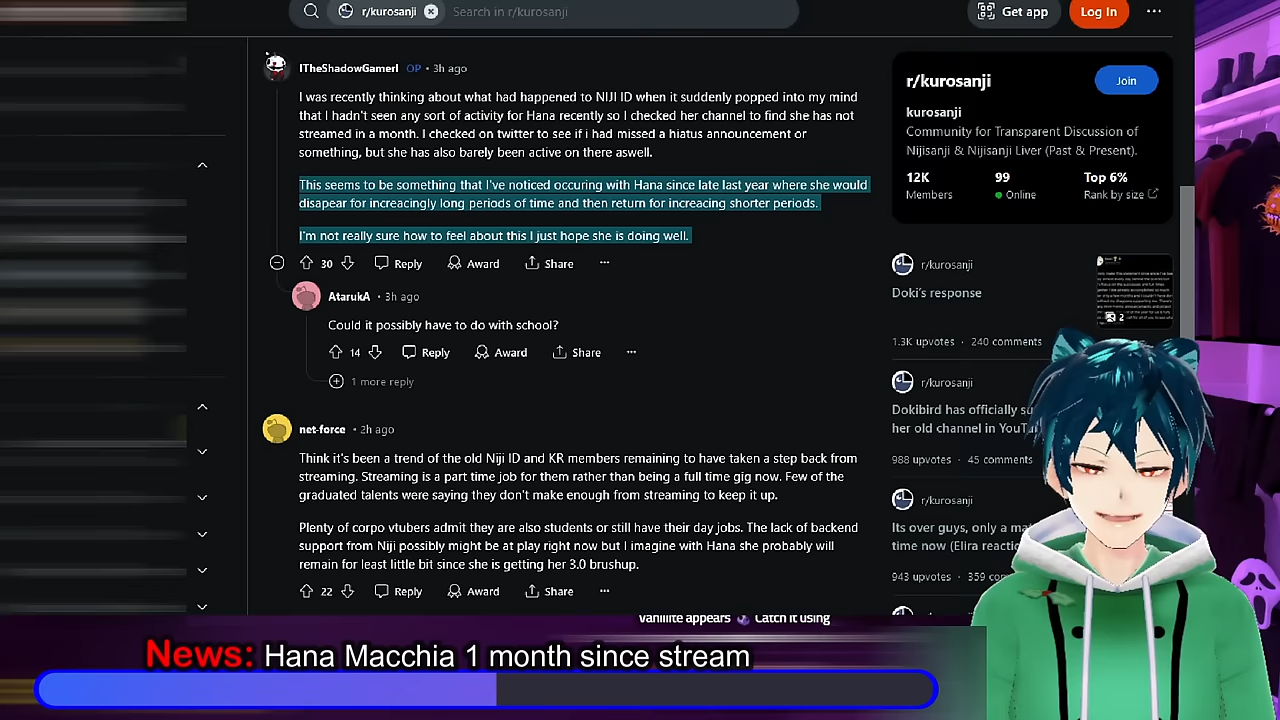 r/kurosanji
Search in r/kurosanji
Get app
Log In
ITheShadowGamerI OP • 3h ago
I was recently thinking about what had happened to NIJI ID when it suddenly popped into my mind
that I hadn't seen any sort of activity for Hana recently so I checked her channel to find she has not
streamed in a month. I checked on twitter to see if i had missed a hiatus announcement or
something, but she has also barely been active on there aswell.
This seems to be something that I've noticed occuring with Hana since late last year where she would
disapear for increacingly long periods of time and then return for increacing shorter periods.
I'm not really sure how to feel about this I just hope she is doing well.
30 Reply Award Share
AtarukA • 3h ago
Could it possibly have to do with school?
14 Reply Award Share
1 more reply
net-force • 2h ago
Think it's been a trend of the old Niji ID and KR members remaining to have taken a step back from
streaming. Streaming is a part time job for them rather than being a full time gig now. Few of the
graduated talents were saying they don't make enough from streaming to keep it up.
Plenty of corpo vtubers admit they are also students or still have their day jobs. The lack of backend
support from Niji possibly might be at play right now but I imagine with Hana she probably will
remain for least little bit since she is getting her 3.0 brushup.
22 Reply Award Share
r/kurosanji
Join
kurosanji
Community for Transparent Discussion of
Nijisanji & Nijisanji Liver (Past & Present).
12K 99 Top 6%
Members Online Rank by size
r/kurosanji
Doki's response
2
1.3K upvotes • 240 comments
r/kurosanji
Dokibird has officially su
her old channel in YouTu
988 upvotes • 45 comments
r/kurosanji
Its over guys, only a ma
time now (Elira reactio
943 upvotes • 359 com
Vanillite appears Catch it using
News: Hana Macchia 1 month since stream